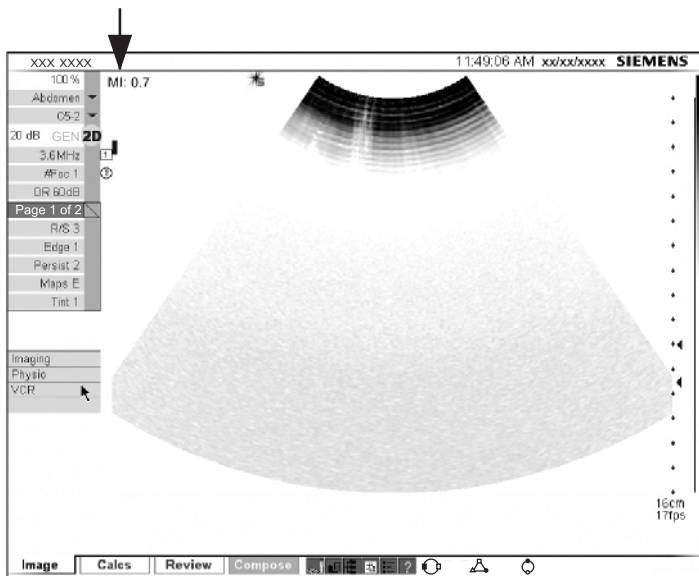 XXX XXXX 11:49:06 AM xx/xx/xxxx SIEMENS
100% MI: 0.7
Abdomen
C5-2
20 dB GEN 2D
3.6MHz 1
#Foc 1 2
DR 60dB
Page 1 of 2
R/S 3
Edge 1
Persist 2
Maps E
Tint 1
Imaging
Physio
VCR
16cm
17fps
Image Calcs Review Compose ?